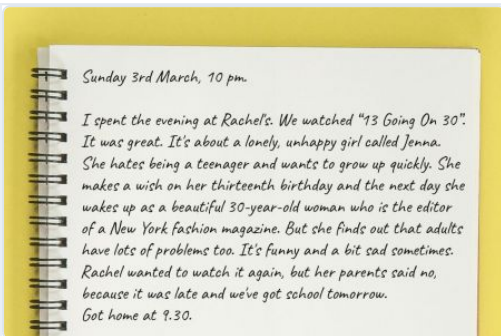 Sunday 3rd March, 10 pm.
I spent the evening at Rachel's. We watched "13 Going On 30".
It was great. It's about a lonely, unhappy girl called Jenna.
She hates being a teenager and wants to grow up quickly. She
makes a wish on her thirteenth birthday and the next day she
wakes up as a beautiful 30-year-old woman who is the editor
of a New York fashion magazine. But she finds out that adults
have lots of problems too. It's funny and a bit sad sometimes.
Rachel wanted to watch it again, but her parents said no,
because it was late and we've got school tomorrow.
Got home at 9.30.